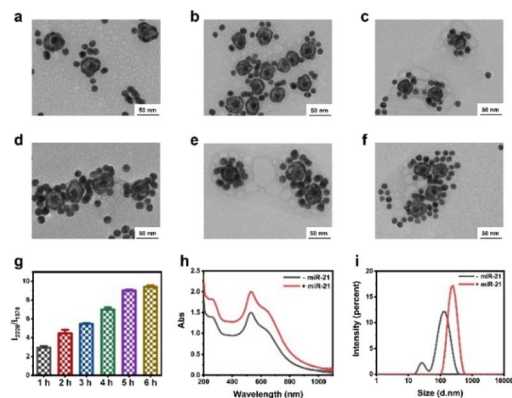 a
b
c
50 nm
50 nm
50 nm
d
e
f
50 nm
50 nm
50 nm
g
h
i
I2228/I1578
10
8
6
4
2
0
1 h 2 h 3 h 4 h 5 h 6 h
Abs
2.5
2.0
1.5
1.0
0.5
0.0
- miR-21
+ miR-21
200 400 600 800 1000
Wavelength (nm)
Intensity (percent)
20
15
10
5
0
- miR-21
+ miR-21
1 10 100 1000 10000
Size (d.nm)